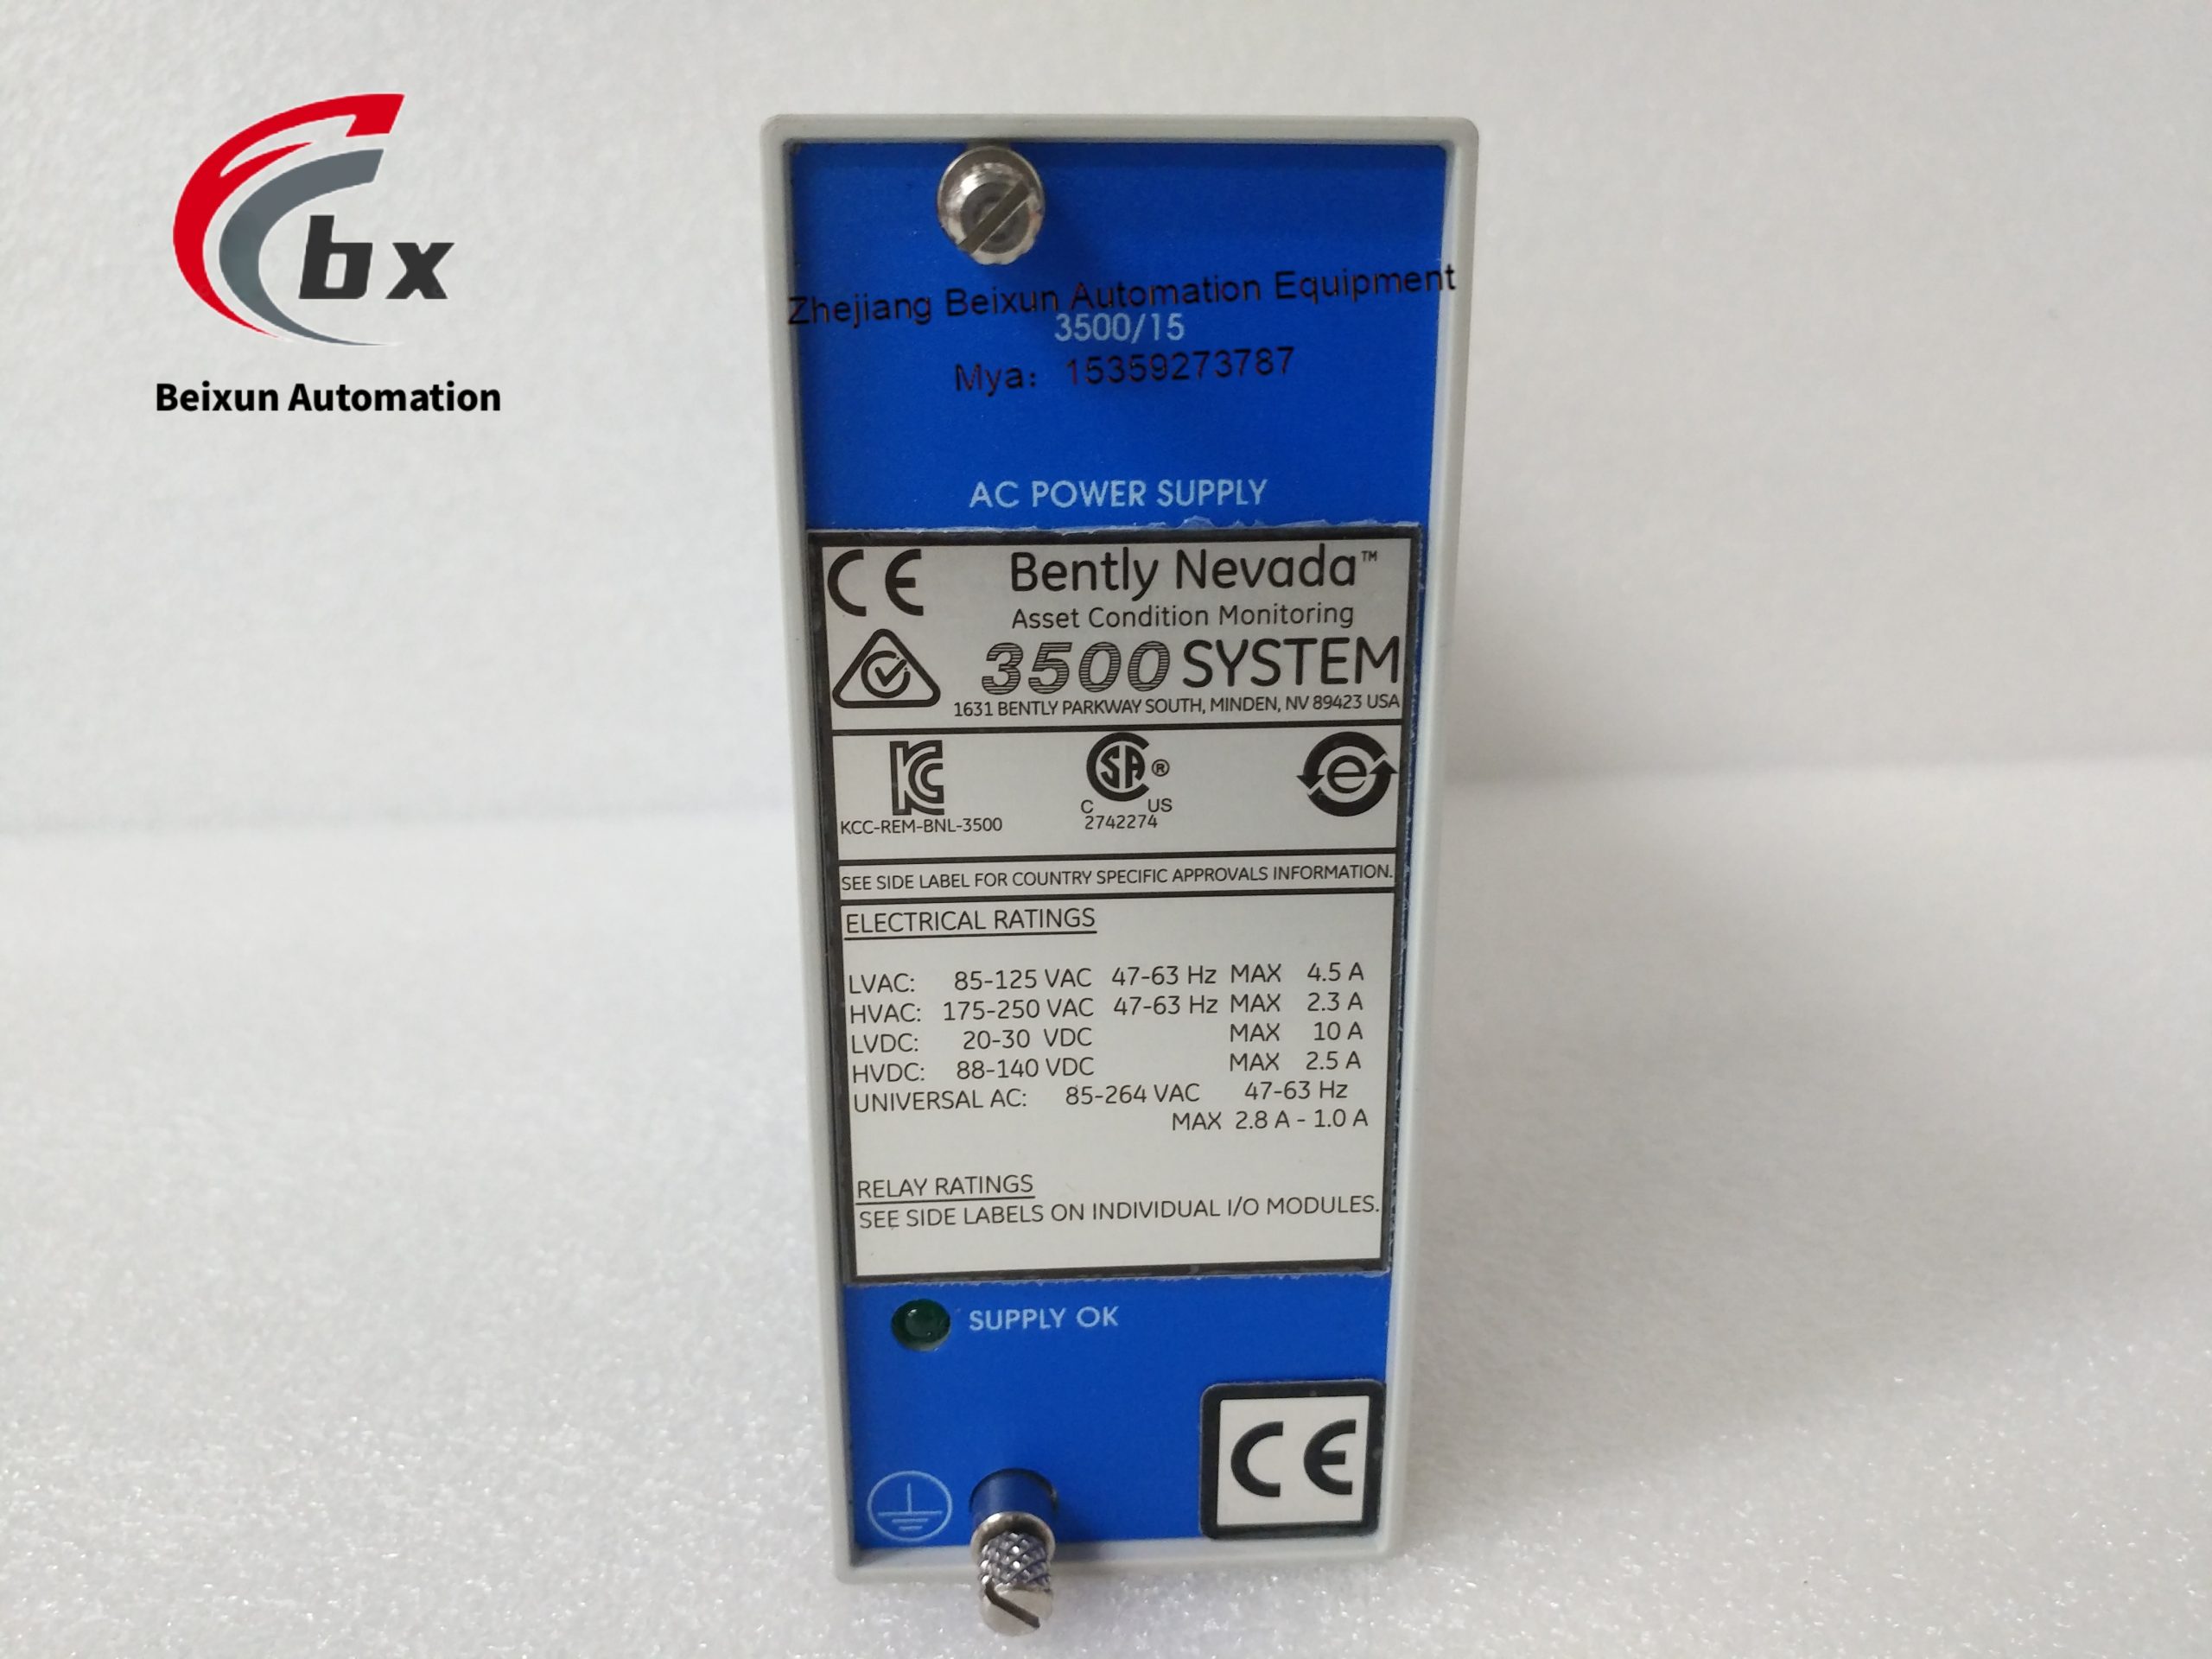 bx
Beixun Automation
Zhejiang Beixun Automation Equipment
3500/15
Mya: 15359273787
AC POWER SUPPLY
CE
Bently Nevada™
Asset Condition Monitoring
3500 SYSTEM
1631 BENTLY PARKWAY SOUTH, MINDEN, NV 89423 USA
KC
KCC-REM-BNL-3500
SA ®
C US
2742274
e
SEE SIDE LABEL FOR COUNTRY SPECIFIC APPROVALS INFORMATION.
ELECTRICAL RATINGS
LVAC: 85-125 VAC 47-63 Hz MAX 4.5 A
HVAC: 175-250 VAC 47-63 Hz MAX 2.3 A
LVDC: 20-30 VDC MAX 10 A
HVDC: 88-140 VDC MAX 2.5 A
UNIVERSAL AC: 85-264 VAC 47-63 Hz
MAX 2.8 A - 1.0 A
RELAY RATINGS
SEE SIDE LABELS ON INDIVIDUAL I/O MODULES.
SUPPLY OK
CE